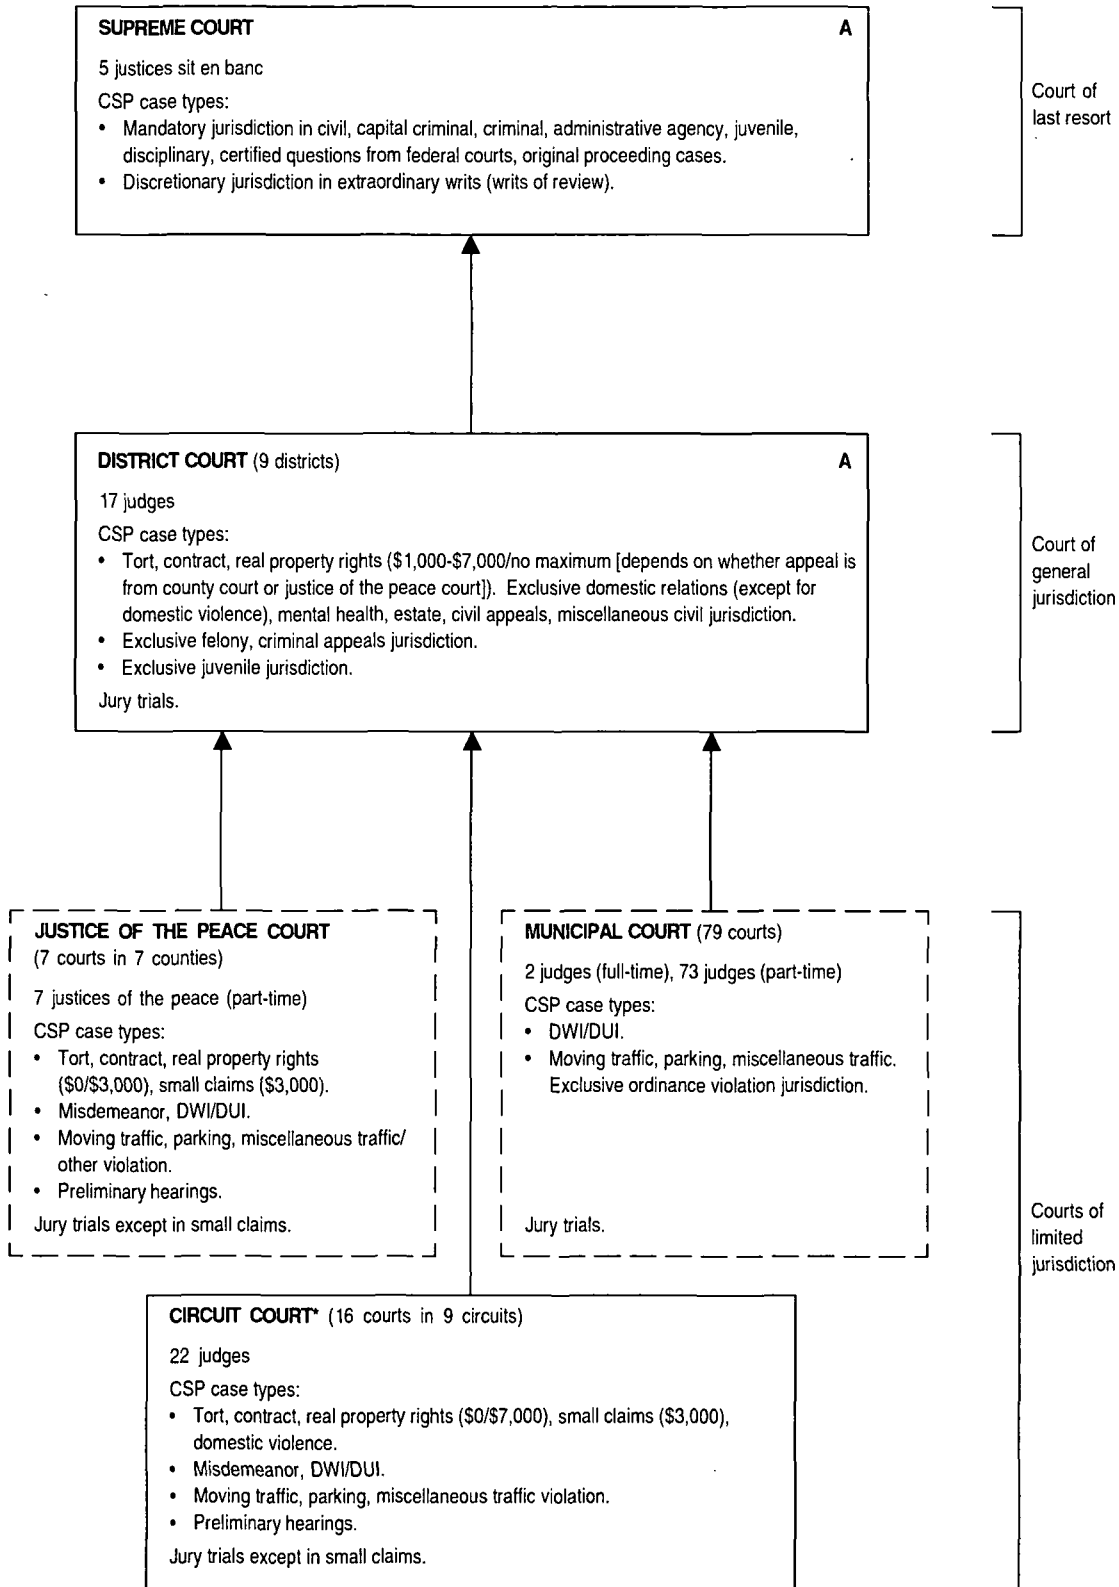 SUPREME COURT A
5 justices sit en banc
CSP case types:
• Mandatory jurisdiction in civil, capital criminal, criminal, administrative agency, juvenile,
disciplinary, certified questions from federal courts, original proceeding cases.
• Discretionary jurisdiction in extraordinary writs (writs of review).
Court of
last resort
DISTRICT COURT (9 districts) A
17 judges
CSP case types:
• Tort, contract, real property rights ($1,000-$7,000/no maximum [depends on whether appeal is
from county court or justice of the peace court]). Exclusive domestic relations (except for
domestic violence), mental health, estate, civil appeals, miscellaneous civil jurisdiction.
• Exclusive felony, criminal appeals jurisdiction.
• Exclusive juvenile jurisdiction.
Jury trials.
Court of
general
jurisdiction
JUSTICE OF THE PEACE COURT
(7 courts in 7 counties)
7 justices of the peace (part-time)
CSP case types:
• Tort, contract, real property rights
($0/$3,000), small claims ($3,000).
• Misdemeanor, DWI/DUI.
• Moving traffic, parking, miscellaneous traffic/
other violation.
• Preliminary hearings.
Jury trials except in small claims.
MUNICIPAL COURT (79 courts)
2 judges (full-time), 73 judges (part-time)
CSP case types:
• DWI/DUI.
• Moving traffic, parking, miscellaneous traffic.
Exclusive ordinance violation jurisdiction.
Jury trials.
Courts of
limited
jurisdiction
CIRCUIT COURT* (16 courts in 9 circuits)
22 judges
CSP case types:
• Tort, contract, real property rights ($0/$7,000), small claims ($3,000),
domestic violence.
• Misdemeanor, DWI/DUI.
• Moving traffic, parking, miscellaneous traffic violation.
• Preliminary hearings.
Jury trials except in small claims.